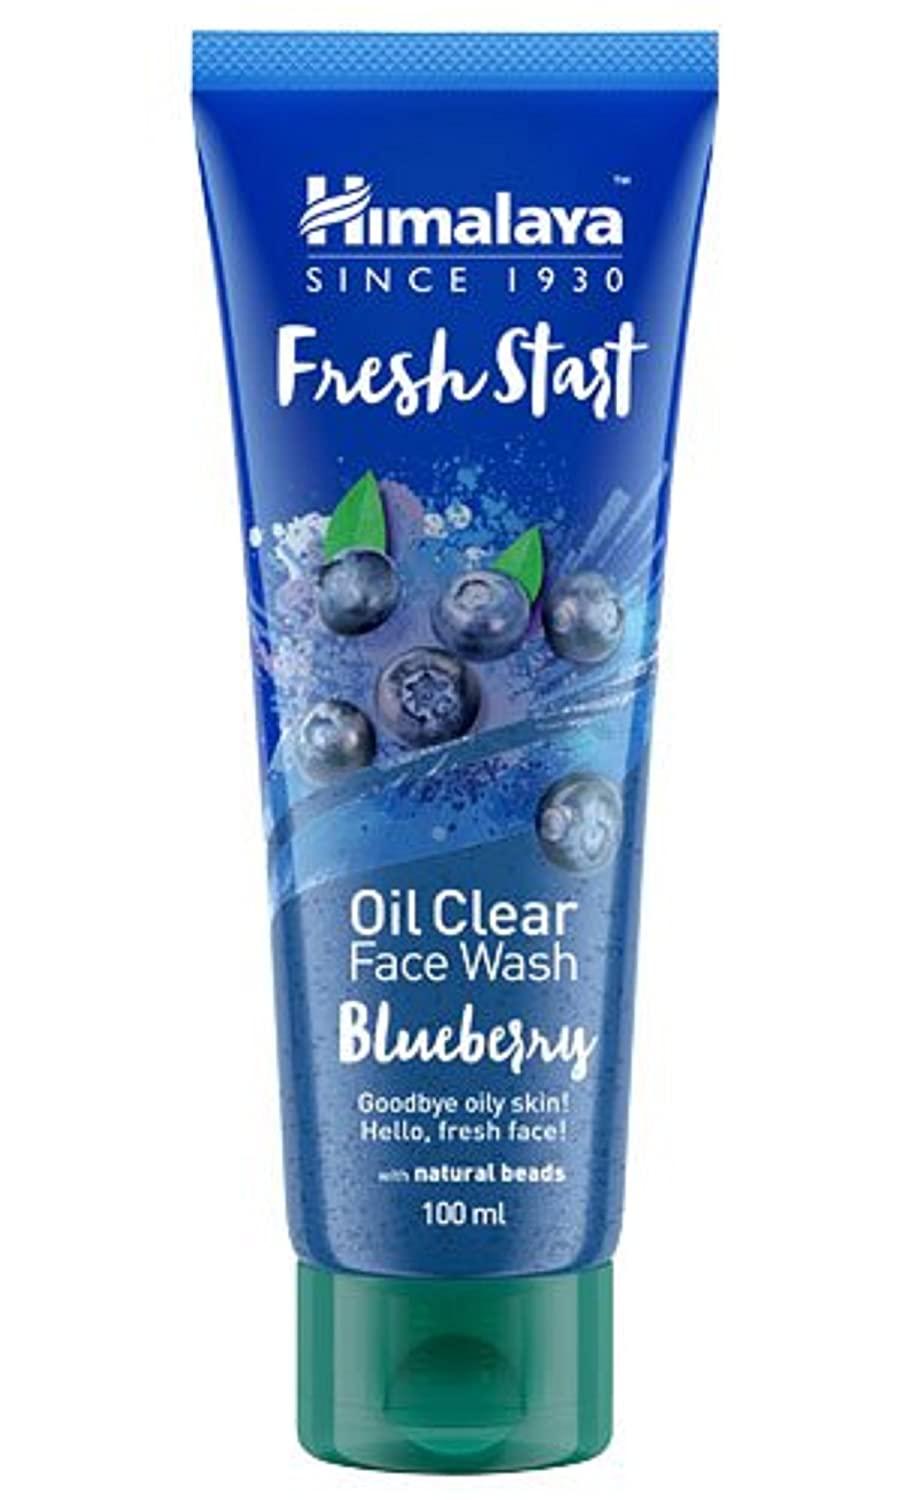 Himalaya™
SINCE 1930
Fresh Start
Oil Clear
Face Wash
Blueberry
Goodbye oily skin!
Hello, fresh face!
with natural beads
100 ml